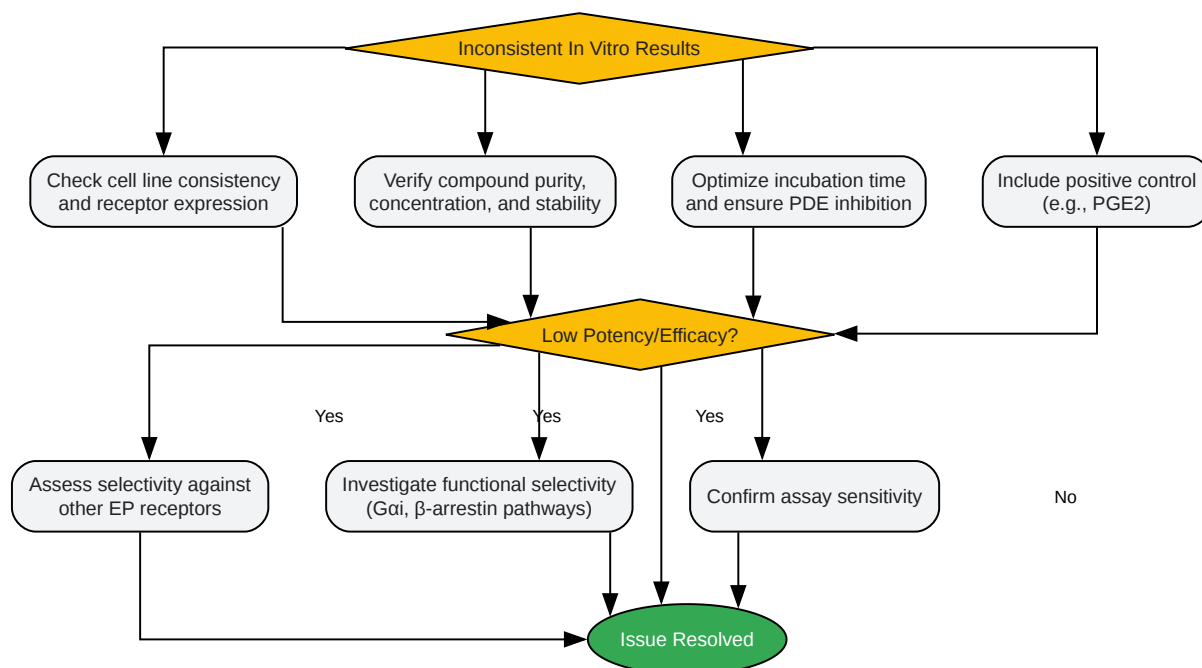 Inconsistent In Vitro Results
Check cell line consistency
and receptor expression
Verify compound purity,
concentration, and stability
Optimize incubation time
and ensure PDE inhibition
Include positive control
(e.g., PGE2)
Low Potency/Efficacy?
Yes
Yes
Yes
Assess selectivity against
other EP receptors
Investigate functional selectivity
(Gαi, β-arrestin pathways)
Confirm assay sensitivity
No
Issue Resolved